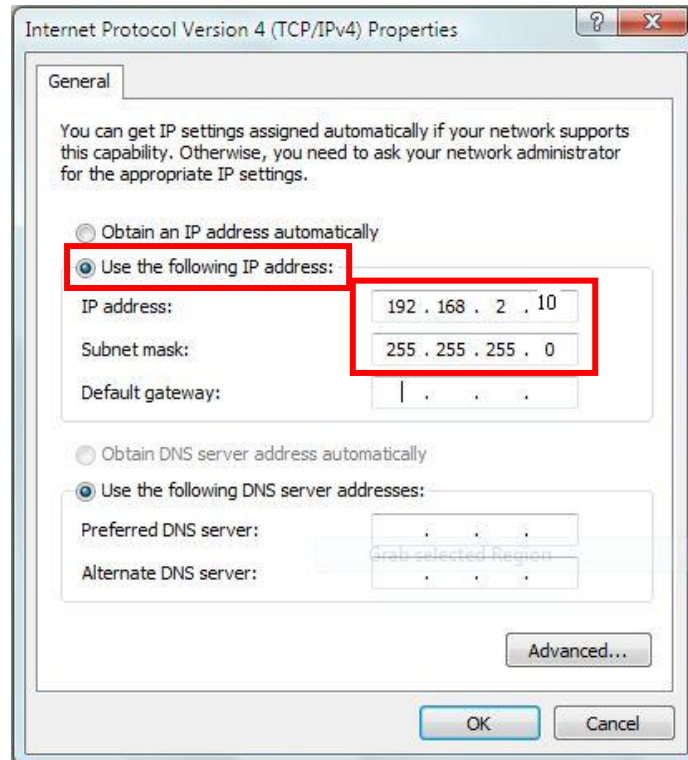 Internet Protocol Version 4 (TCP/IPv4) Properties
General
You can get IP settings assigned automatically if your network supports
this capability. Otherwise, you need to ask your network administrator
for the appropriate IP settings.
Obtain an IP address automatically
Use the following IP address:
IP address: 192 . 168 . 2 . 10
Subnet mask: 255 . 255 . 255 . 0
Default gateway: . . .
Obtain DNS server address automatically
Use the following DNS server addresses:
Preferred DNS server: . . .
Grab selected Region
Alternate DNS server: . . .
Advanced...
OK Cancel